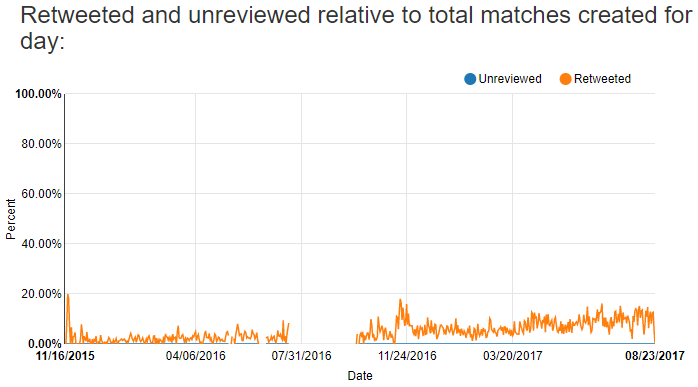 Retweeted and unreviewed relative to total matches created for
day:
Unreviewed Retweeted
100.00%
80.00%
60.00%
40.00%
20.00%
0.00%
Percent
11/16/2015 04/06/2016 07/31/2016 11/24/2016 03/20/2017 08/23/2017
Date